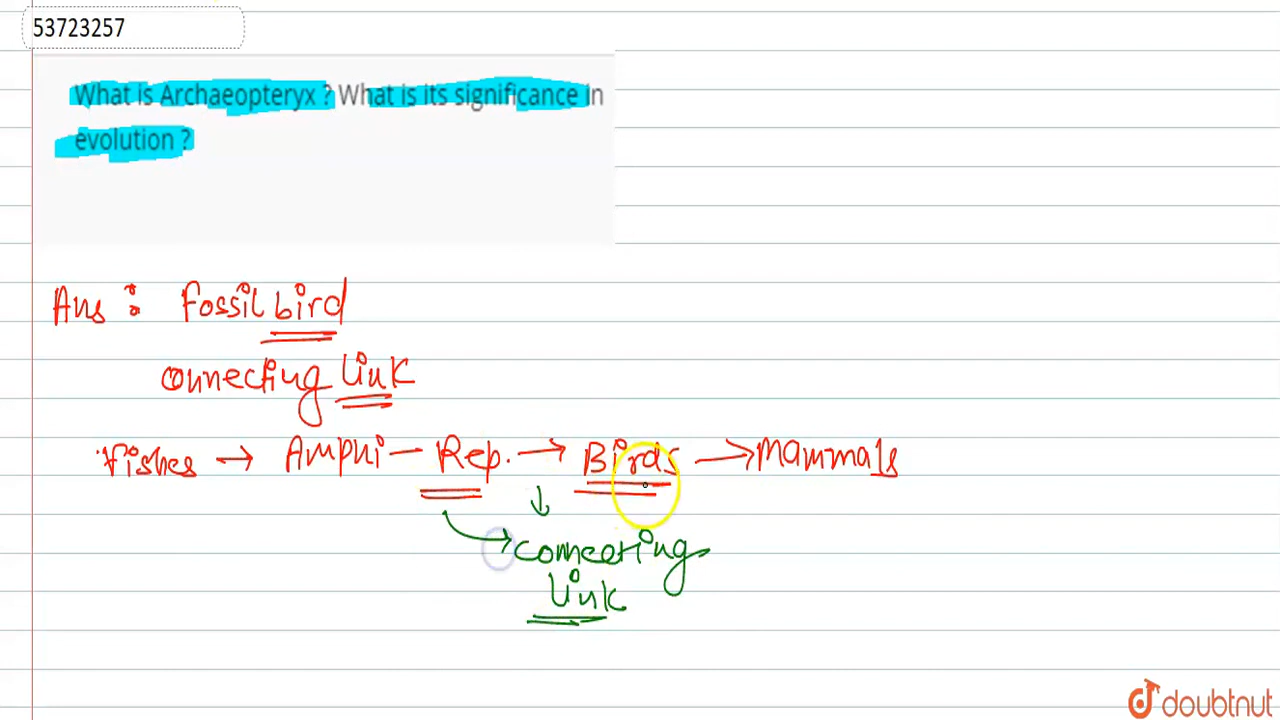 53723257
What is Archaeopteryx ? What is its significance in
evolution ?
Ans : Fossil bird
connecting link
Fishes → Amphi — Rep. → Birds → Mammals
connecting
link
doubtnut